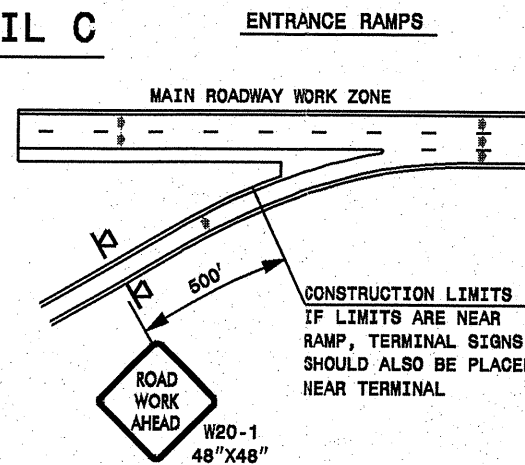 IL C
ENTRANCE RAMPS
MAIN ROADWAY WORK ZONE
500'
CONSTRUCTION LIMITS
IF LIMITS ARE NEAR
RAMP, TERMINAL SIGNS
SHOULD ALSO BE PLACED
NEAR TERMINAL
ROAD
WORK
AHEAD
W20-1
48"X48"